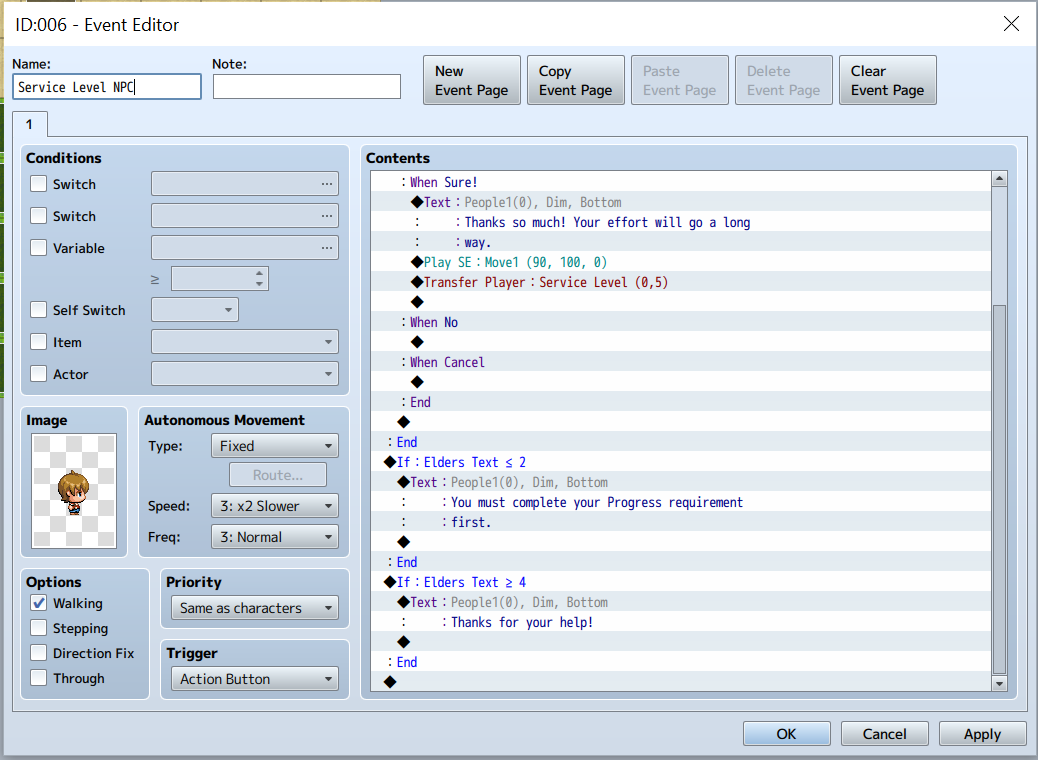 ID:006 - Event Editor
Name:
Note:
Service Level NPC
New
Event Page
Copy
Event Page
Paste
Event Page
Delete
Event Page
Clear
Event Page
1
Conditions
Switch
...
Switch
...
Variable
...
≥
Self Switch
Item
Actor
Image
Autonomous Movement
Type:
Fixed
Route...
Speed:
3: x2 Slower
Freq:
3: Normal
Options
Walking
Stepping
Direction Fix
Through
Priority
Same as characters
Trigger
Action Button
Contents
: When Sure!
◆Text : People1(0), Dim, Bottom
: : Thanks so much! Your effort will go a long
: : way.
◆Play SE : Move1 (90, 100, 0)
◆Transfer Player : Service Level (0,5)
◆
: When No
◆
: When Cancel
◆
: End
◆
: End
◆If : Elders Text ≤ 2
◆Text : People1(0), Dim, Bottom
: : You must complete your Progress requirement
: : first.
◆
: End
◆If : Elders Text ≥ 4
◆Text : People1(0), Dim, Bottom
: : Thanks for your help!
◆
: End
◆
OK
Cancel
Apply